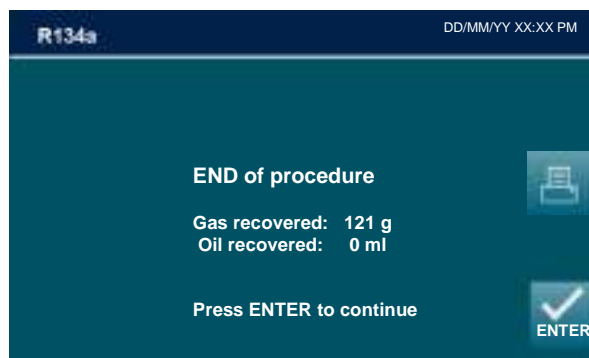 R134a
DD/MM/YY XX:XX PM
END of procedure
Gas recovered: 121 g
Oil recovered: 0 ml
Press ENTER to continue
ENTER